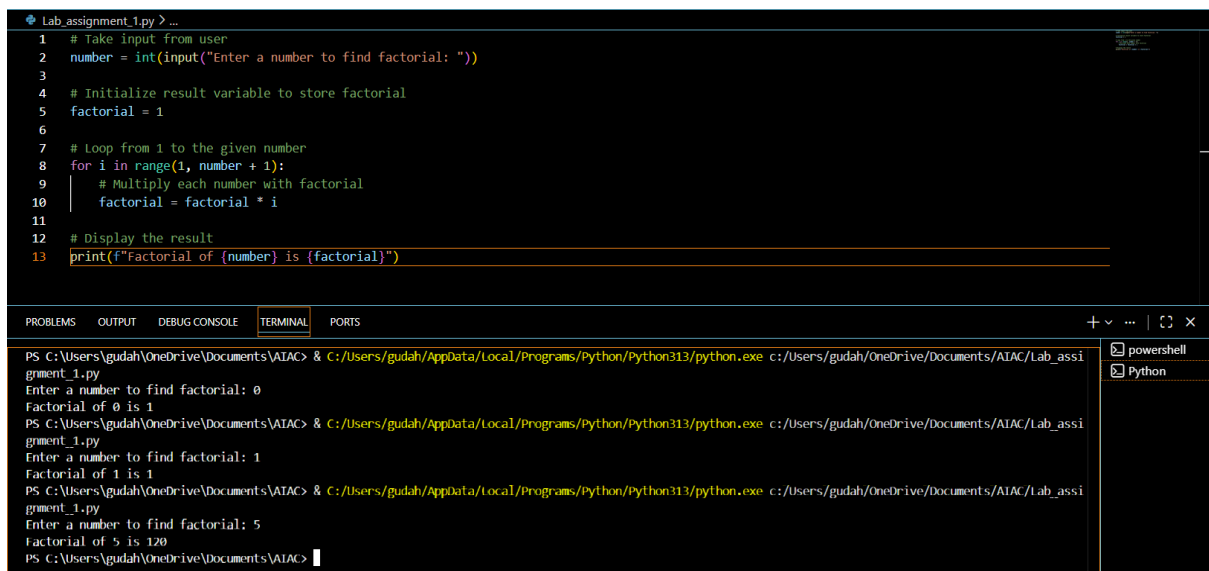 Lab_assignment_1.py > ...
1 # Take input from user
2 number = int(input("Enter a number to find factorial: "))
3
4 # Initialize result variable to store factorial
5 factorial = 1
6
7 # Loop from 1 to the given number
8 for i in range(1, number + 1):
9     # Multiply each number with factorial
10     factorial = factorial * i
11
12 # Display the result
13 print(f"Factorial of {number} is {factorial}")
PROBLEMS OUTPUT DEBUG CONSOLE TERMINAL PORTS
PS C:\Users\gudah\OneDrive\Documents\AIAC> & C:/Users/gudah/AppData/Local/Programs/Python/Python313/python.exe c:/Users/gudah/OneDrive/Documents/AIAC/Lab_assi
gnment_1.py
Enter a number to find factorial: 0
Factorial of 0 is 1
PS C:\Users\gudah\OneDrive\Documents\AIAC> & C:/Users/gudah/AppData/Local/Programs/Python/Python313/python.exe c:/Users/gudah/OneDrive/Documents/AIAC/Lab_assi
gnment_1.py
Enter a number to find factorial: 1
Factorial of 1 is 1
PS C:\Users\gudah\OneDrive\Documents\AIAC> & C:/Users/gudah/AppData/Local/Programs/Python/Python313/python.exe c:/Users/gudah/OneDrive/Documents/AIAC/Lab_assi
gnment_1.py
Enter a number to find factorial: 5
Factorial of 5 is 120
PS C:\Users\gudah\OneDrive\Documents\AIAC>
powershell
Python